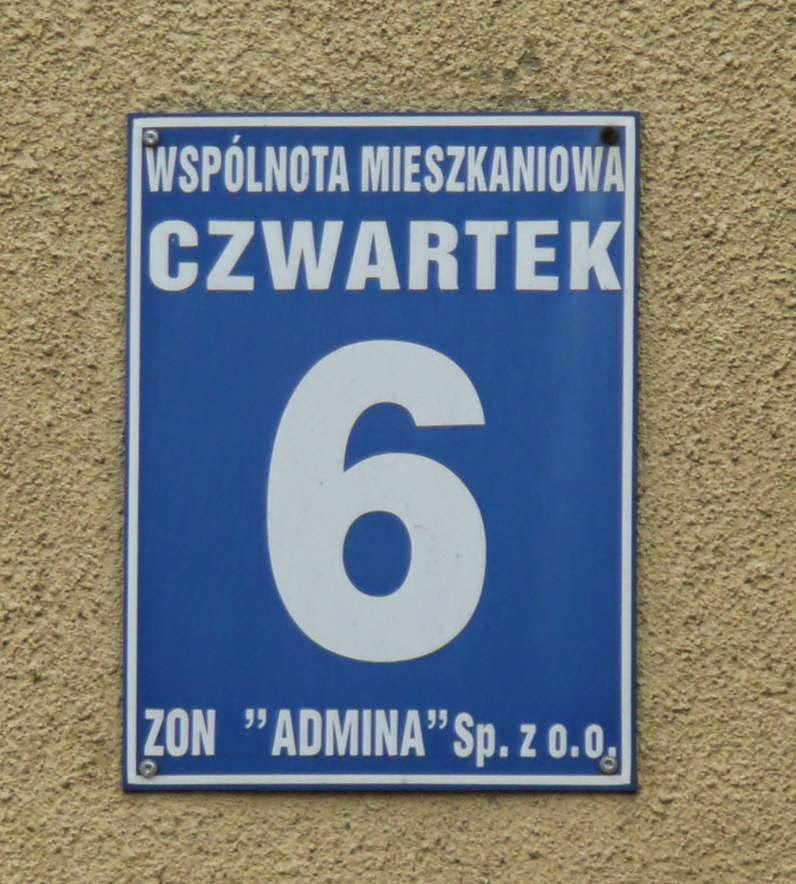 WSPÓLNOTA MIESZKANIOWA
CZWARTEK
6
ZON ”ADMINA” Sp. z o.o.